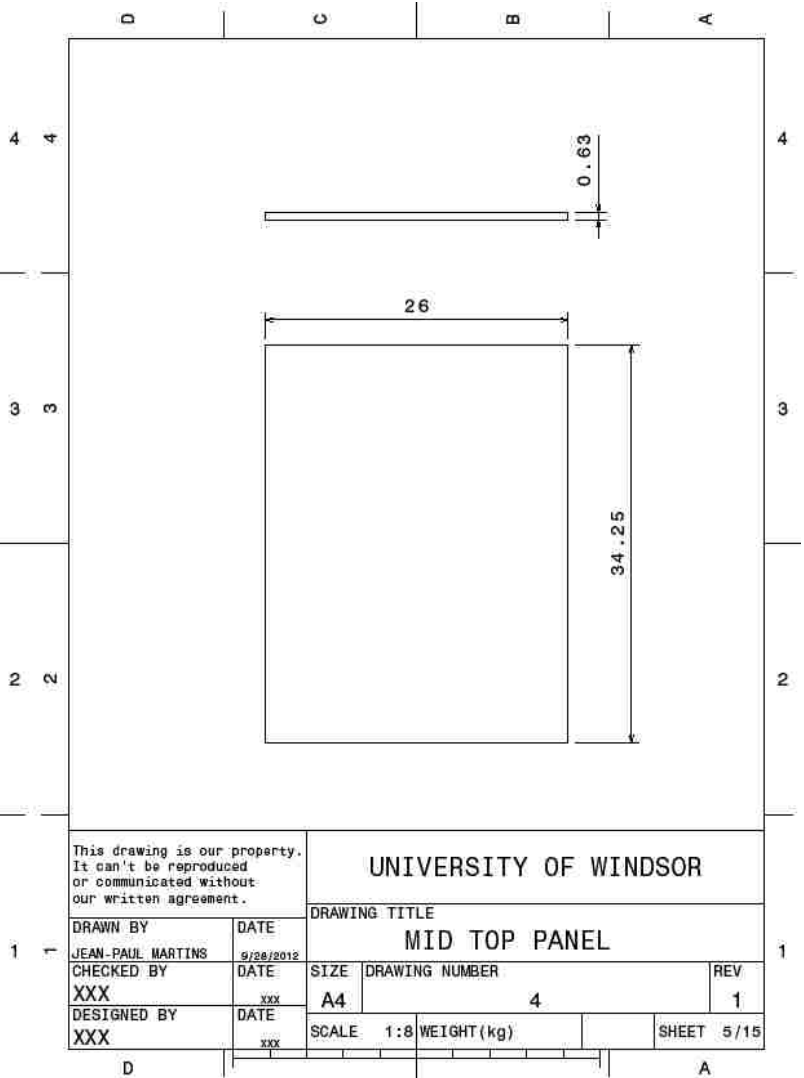 D C B A
4 4 4
0.63
26
3 3 3
34.25
2 2 2
This drawing is our property.
It can't be reproduced
or communicated without
our written agreement.
UNIVERSITY OF WINDSOR
DRAWING TITLE
MID TOP PANEL
DRAWN BY DATE
JEAN-PAUL MARTINS 9/28/2012
1 1 1
CHECKED BY DATE
XXX XXX
SIZE DRAWING NUMBER REV
A4 4 1
DESIGNED BY DATE
XXX XXX
SCALE 1:8 WEIGHT(kg) SHEET 5/15
D A